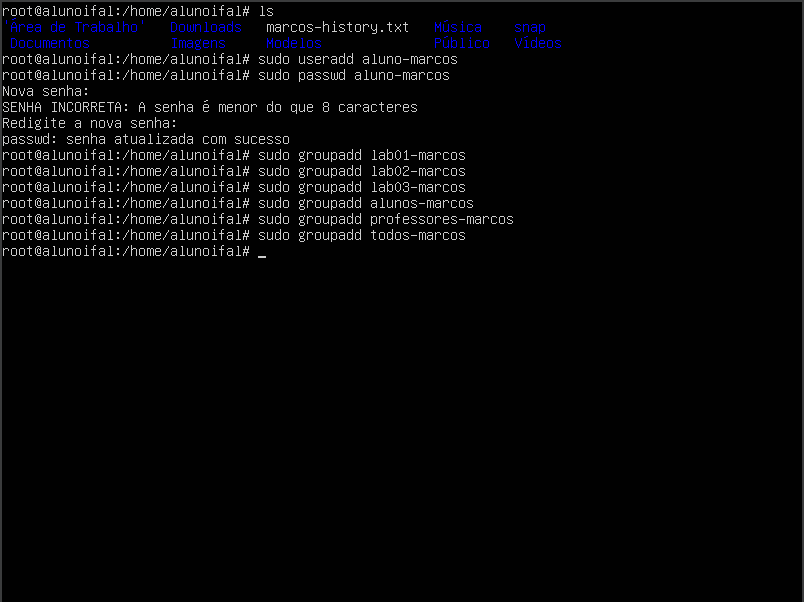 root@alunoifal:/home/alunoifal# ls
'Área de Trabalho'   Downloads   marcos-history.txt   Música    snap
 Documentos          Imagens     Modelos              Público   Vídeos
root@alunoifal:/home/alunoifal# sudo useradd aluno-marcos
root@alunoifal:/home/alunoifal# sudo passwd aluno-marcos
Nova senha:
SENHA INCORRETA: A senha é menor do que 8 caracteres
Redigite a nova senha:
passwd: senha atualizada com sucesso
root@alunoifal:/home/alunoifal# sudo groupadd lab01-marcos
root@alunoifal:/home/alunoifal# sudo groupadd lab02-marcos
root@alunoifal:/home/alunoifal# sudo groupadd lab03-marcos
root@alunoifal:/home/alunoifal# sudo groupadd alunos-marcos
root@alunoifal:/home/alunoifal# sudo groupadd professores-marcos
root@alunoifal:/home/alunoifal# sudo groupadd todos-marcos
root@alunoifal:/home/alunoifal# _